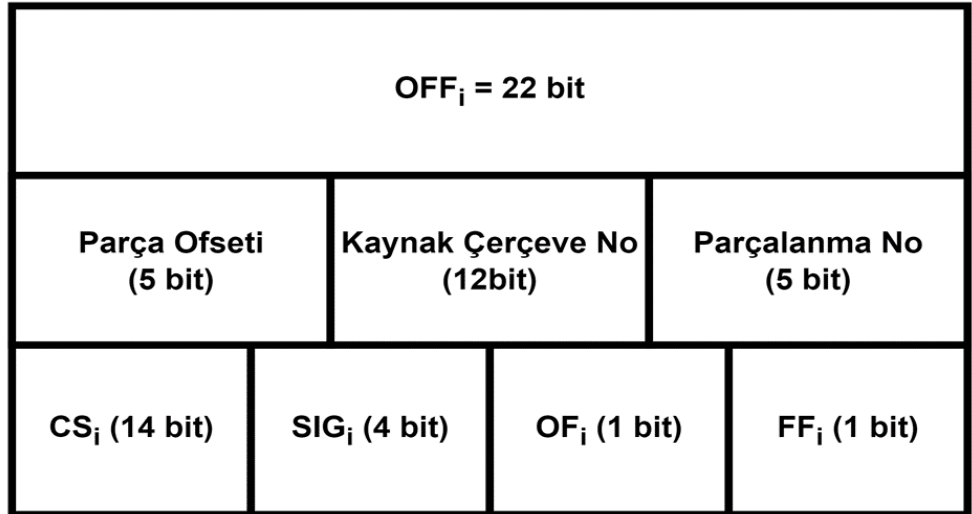 OFFi = 22 bit
Parça Ofseti
(5 bit)
Kaynak Çerçeve No
(12bit)
Parçalanma No
(5 bit)
CSi (14 bit)
SIGi (4 bit)
OFi (1 bit)
FFi (1 bit)